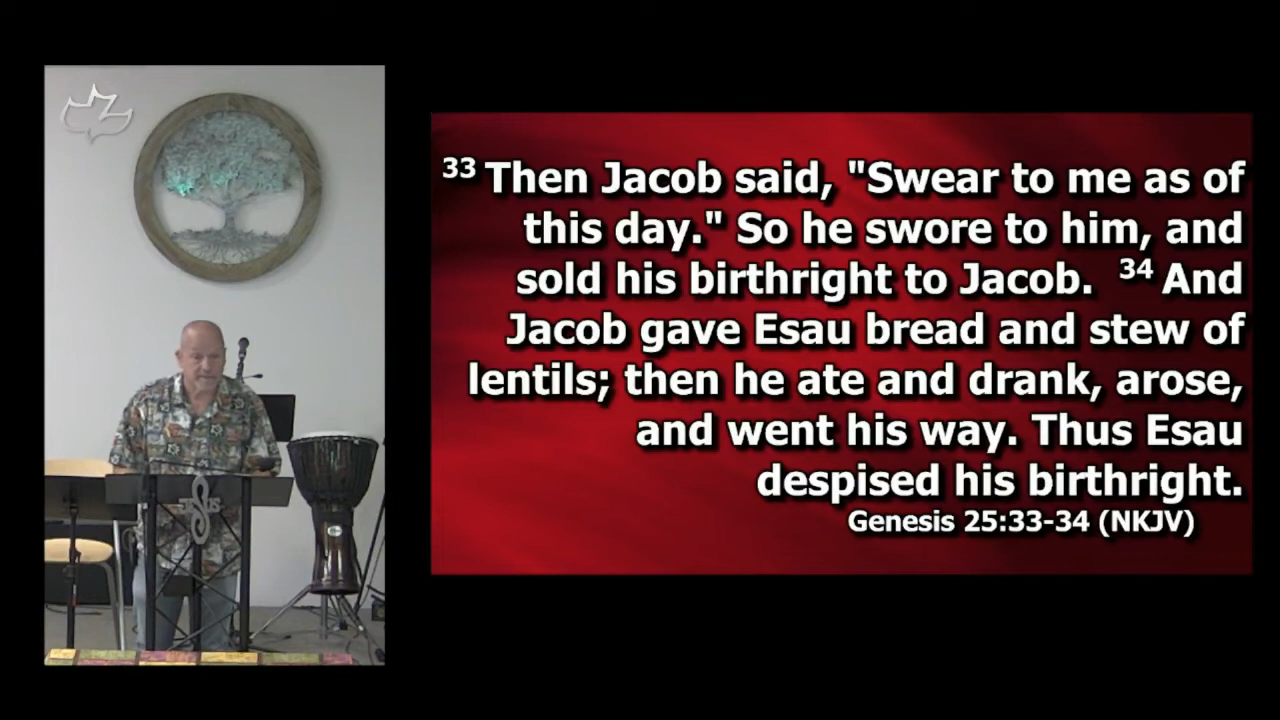 33 Then Jacob said, "Swear to me as of
this day." So he swore to him, and
sold his birthright to Jacob. 34 And
Jacob gave Esau bread and stew of
lentils; then he ate and drank, arose,
and went his way. Thus Esau
despised his birthright.
Genesis 25:33-34 (NKJV)